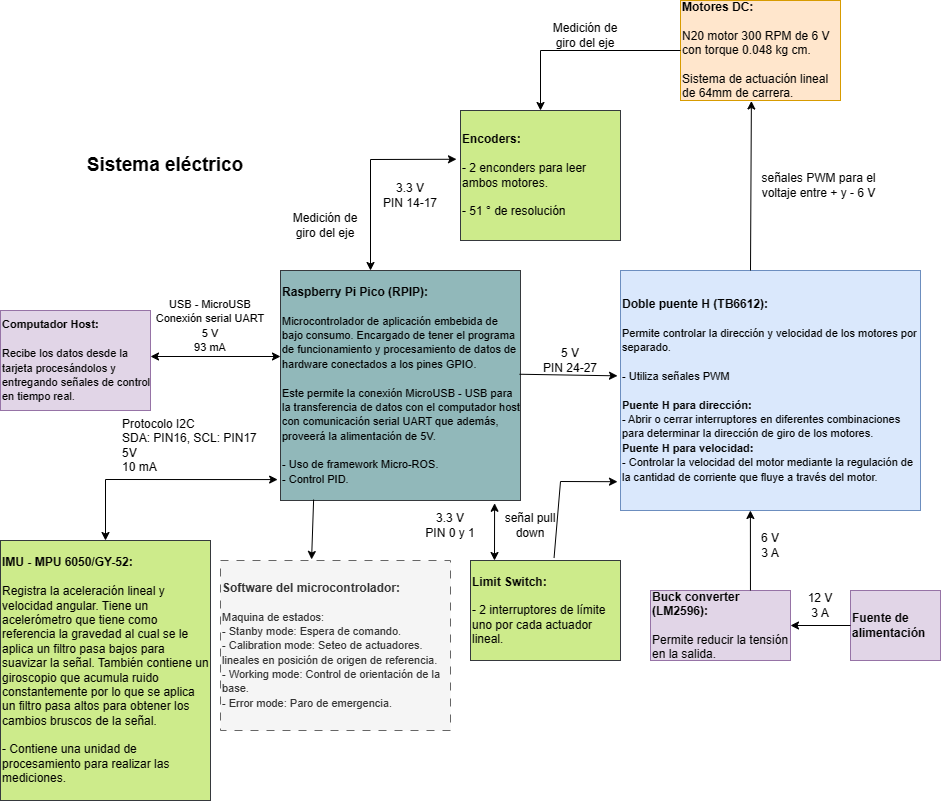 Motores DC:
N20 motor 300 RPM de 6 V
con torque 0.048 kg cm.
Sistema de actuación lineal
de 64mm de carrera.
Medición de
giro del eje
Encoders:
- 2 enconders para leer
ambos motores.
- 51 ° de resolución
Sistema eléctrico
3.3 V
PIN 14-17
señales PWM para el
voltaje entre + y - 6 V
Medición de
giro del eje
Raspberry Pi Pico (RPIP):
Microcontrolador de aplicación embebida de
bajo consumo. Encargado de tener el programa
de funcionamiento y procesamiento de datos de
hardware conectados a los pines GPIO.
Este permite la conexión MicroUSB - USB para
la transferencia de datos con el computador host
con comunicación serial UART que además,
proveerá la alimentación de 5V.
- Uso de framework Micro-ROS.
- Control PID.
Doble puente H (TB6612):
Permite controlar la dirección y velocidad de los motores por
separado.
- Utiliza señales PWM
Puente H para dirección:
- Abrir o cerrar interruptores en diferentes combinaciones
para determinar la dirección de giro de los motores.
Puente H para velocidad:
- Controlar la velocidad del motor mediante la regulación de
la cantidad de corriente que fluye a través del motor.
USB - MicroUSB
Conexión serial UART
5 V
93 mA
Computador Host:
Recibe los datos desde la
tarjeta procesándolos y
entregando señales de control
en tiempo real.
5 V
PIN 24-27
Protocolo I2C
SDA: PIN16, SCL: PIN17
5V
10 mA
3.3 V
PIN 0 y 1
señal pull
down
6 V
3 A
IMU - MPU 6050/GY-52:
Registra la aceleración lineal y
velocidad angular. Tiene un
acelerómetro que tiene como
referencia la gravedad al cual se le
aplica un filtro pasa bajos para
suavizar la señal. También contiene un
giroscopio que acumula ruido
constantemente por lo que se aplica
un filtro pasa altos para obtener los
cambios bruscos de la señal.
- Contiene una unidad de
procesamiento para realizar las
mediciones.
Software del microcontrolador:
Maquina de estados:
- Stanby mode: Espera de comando.
- Calibration mode: Seteo de actuadores.
lineales en posición de origen de referencia.
- Working mode: Control de orientación de la
base.
- Error mode: Paro de emergencia.
Limit Switch:
- 2 interruptores de límite
uno por cada actuador
lineal.
Buck converter
(LM2596):
Permite reducir la tensión
en la salida.
12 V
3 A
Fuente de
alimentación